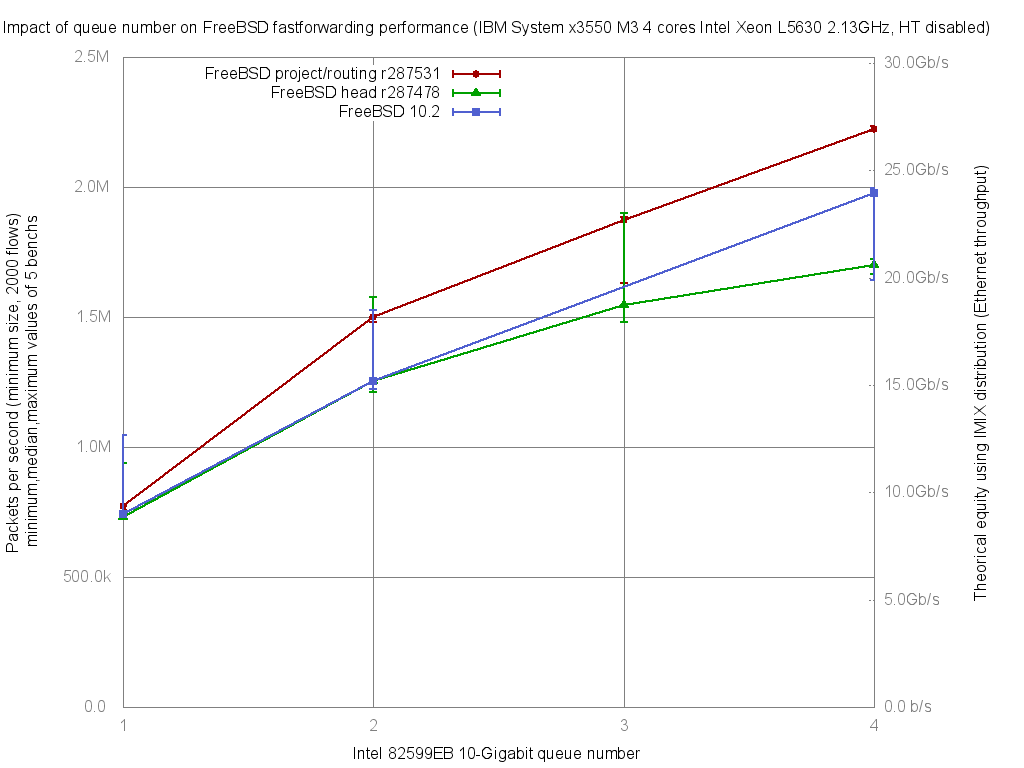 Impact of queue number on FreeBSD fastforwarding performance (IBM System x3550 M3 4 cores Intel Xeon L5630 2.13GHz, HT disabled)
FreeBSD project/routing r287531
FreeBSD head r287478
FreeBSD 10.2
2.5M
2.0M
1.5M
1.0M
500.0k
0.0
30.0Gb/s
25.0Gb/s
20.0Gb/s
15.0Gb/s
10.0Gb/s
5.0Gb/s
0.0 b/s
1
2
3
4
Intel 82599EB 10-Gigabit queue number
Packets per second (minimum size, 2000 flows)
minimum,median,maximum values of 5 benchs
Theorical equity using IMIX distribution (Ethernet throughput)